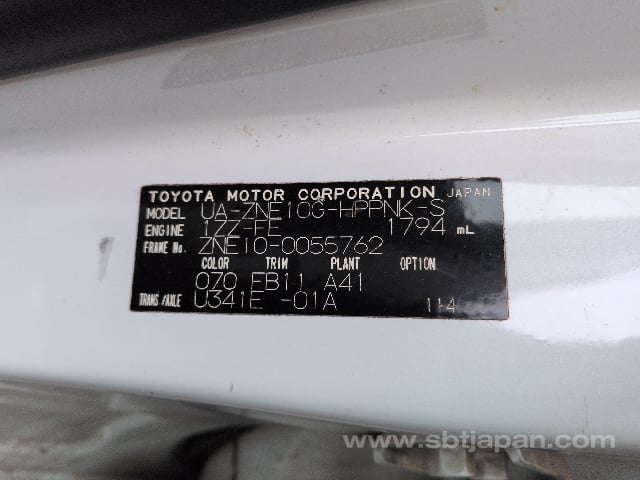 TOYOTA MOTOR CORPORATION JAPAN
MODEL UA-ZNE10G-HPPNK-S
ENGINE 1ZZ-FE 1794 mL
FRAME No. ZNE10-0055762
COLOR TRIM PLANT OPTION
070 EB11 A41
TRANS./AXLE U341E -01A 114
www.sbtjapan.com